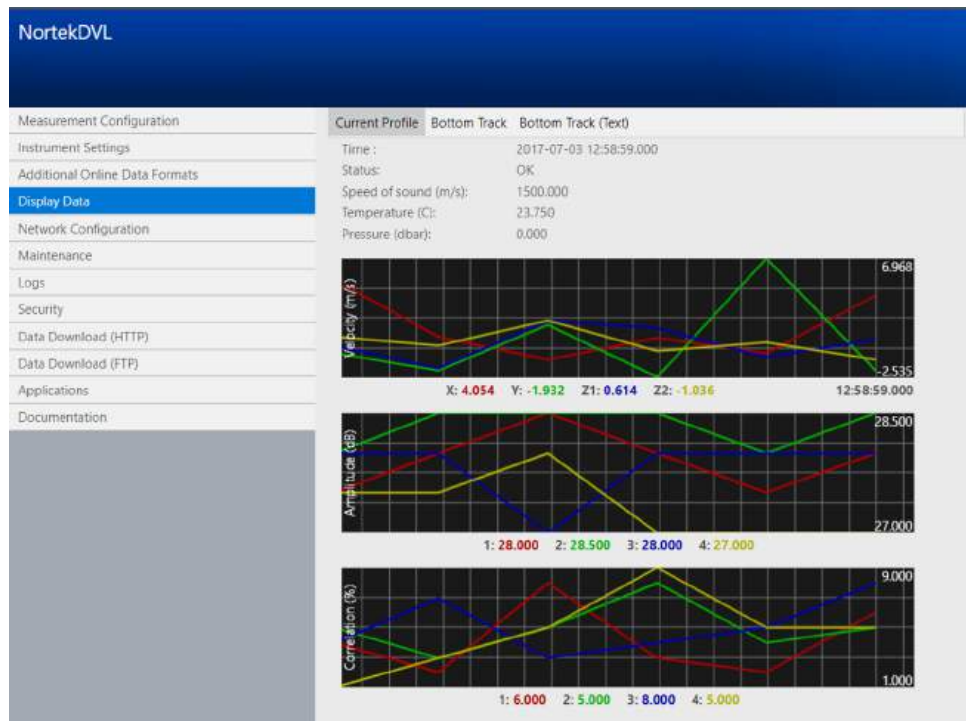 NortekDVL
Measurement Configuration
Instrument Settings
Additional Online Data Formats
Display Data
Network Configuration
Maintenance
Logs
Security
Data Download (HTTP)
Data Download (FTP)
Applications
Documentation
Current Profile Bottom Track Bottom Track (Text)
Time : 2017-07-03 12:58:59.000
Status: OK
Speed of sound (m/s): 1500.000
Temperature (C): 23.750
Pressure (dbar): 0.000
Velocity (m/s)
6.968
-2.535
X: 4.054 Y: -1.932 Z1: 0.614 Z2: -1.036 12:58:59.000
Amplitude (dB)
28.500
27.000
1: 28.000 2: 28.500 3: 28.000 4: 27.000
Correlation (%)
9.000
1.000
1: 6.000 2: 5.000 3: 8.000 4: 5.000